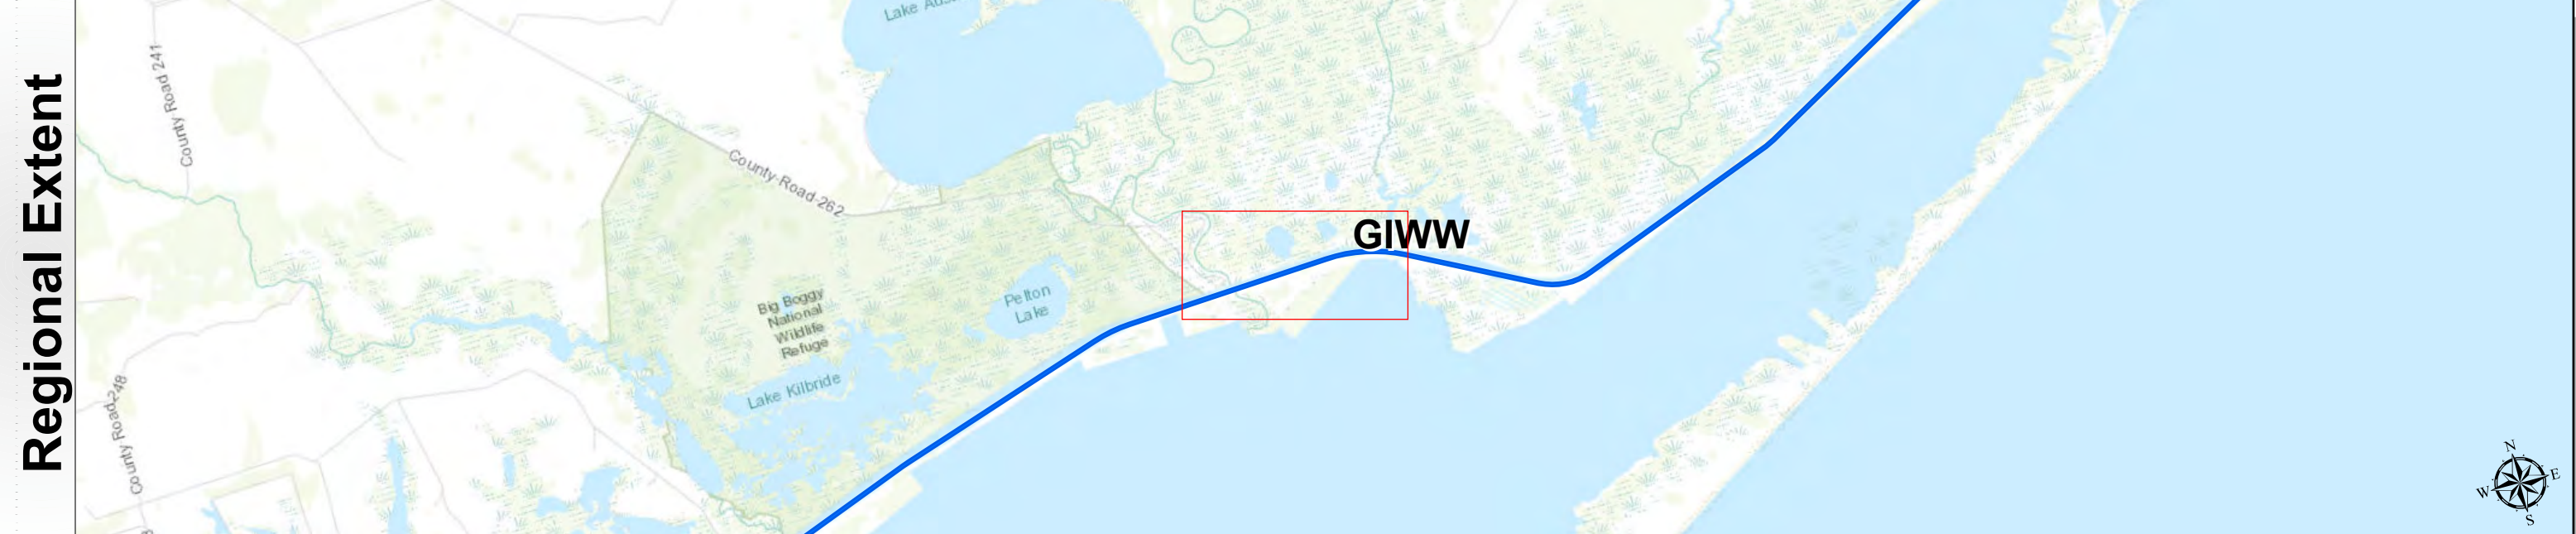 Regional Extent
County Road 241
Lake Aus
County Road 262
GIWW
Pelton
Lake
Big Boggy
National
Wildlife
Refuge
Lake Kilbride
County Road 248
N
W
E
S